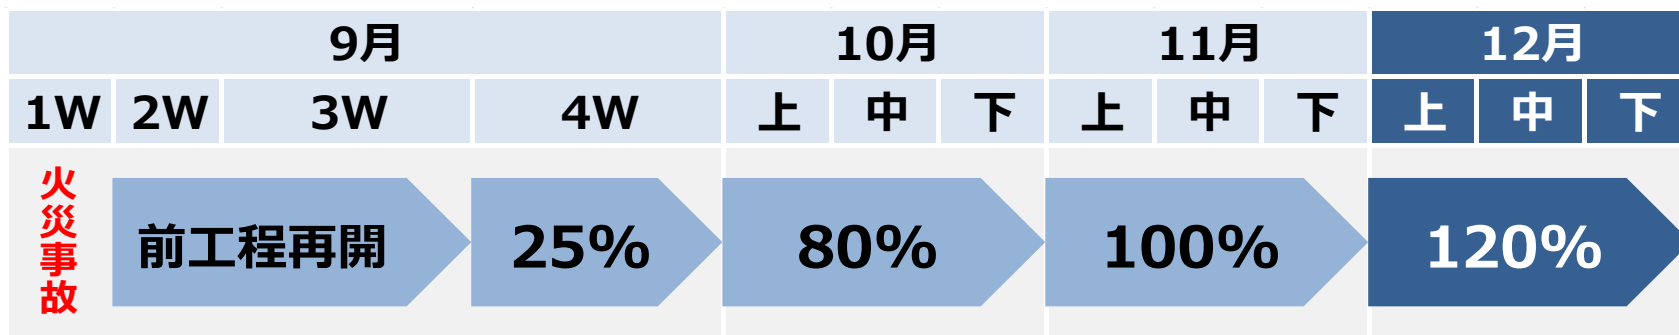 9月 10月 11月 12月
1W 2W 3W 4W 上 中 下 上 中 下 上 中 下
火災事故
前工程再開 25% 80% 100% 120%